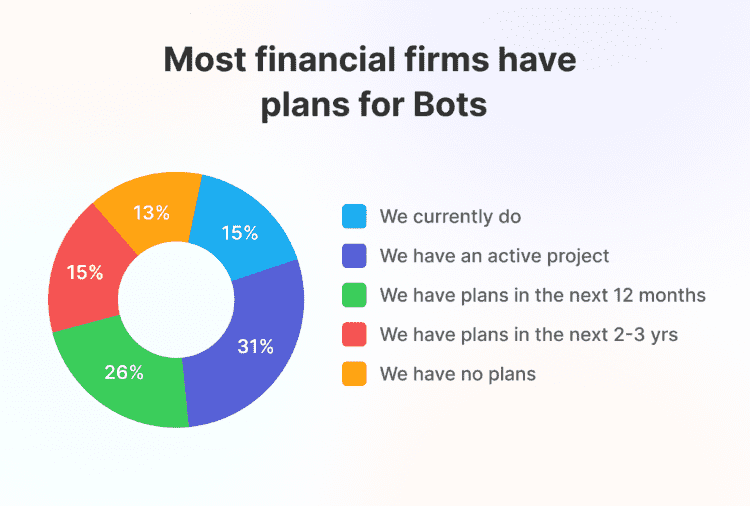 Most financial firms have
plans for Bots
13%
15%
15%
26%
31%
We currently do
We have an active project
We have plans in the next 12 months
We have plans in the next 2-3 yrs
We have no plans